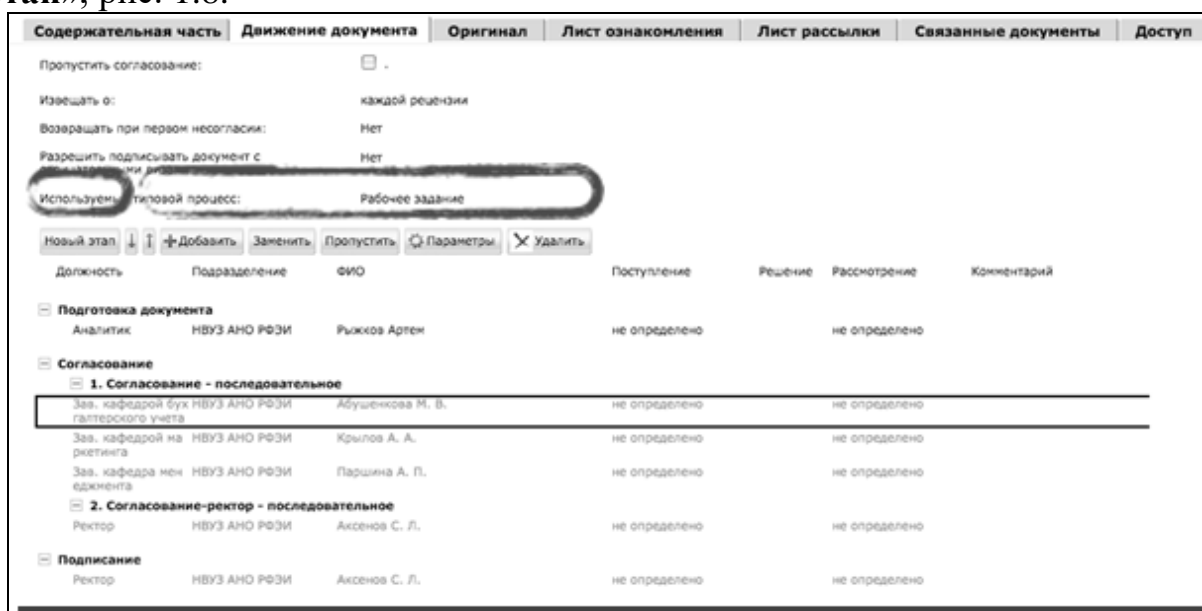 тап», рис. 1.8.
Содержательная часть Движение документа Оригинал Лист ознакомления Лист рассылки Связанные документы Доступ
Пропустить согласование: .
Извещать о: каждой рецензии
Возвращать при первом несогласии: Нет
Разрешить подписывать документ с Нет
Используемый типовой процесс: Рабочее задание
Новый этап ↓ ↑ Добавить Заменить Пропустить Параметры Удалить
Должность Подразделение ФИО Поступление Решение Рассмотрение Комментарий
Подготовка документа
Аналитик НВУЗ АНО РФЭИ Рыжков Артем не определено не определено
Согласование
1. Согласование - последовательное
Зав. кафедрой бух НВУЗ АНО РФЭИ Абушенкова М. В. не определено не определено
галтерского учета
Зав. кафедрой ма НВУЗ АНО РФЭИ Крылов А. А. не определено не определено
ркетинга
Зав. кафедра мен НВУЗ АНО РФЭИ Паршина А. П. не определено не определено
еджмента
2. Согласование-ректор - последовательное
Ректор НВУЗ АНО РФЭИ Аксенов С. Л. не определено не определено
Подписание
Ректор НВУЗ АНО РФЭИ Аксенов С. Л. не определено не определено